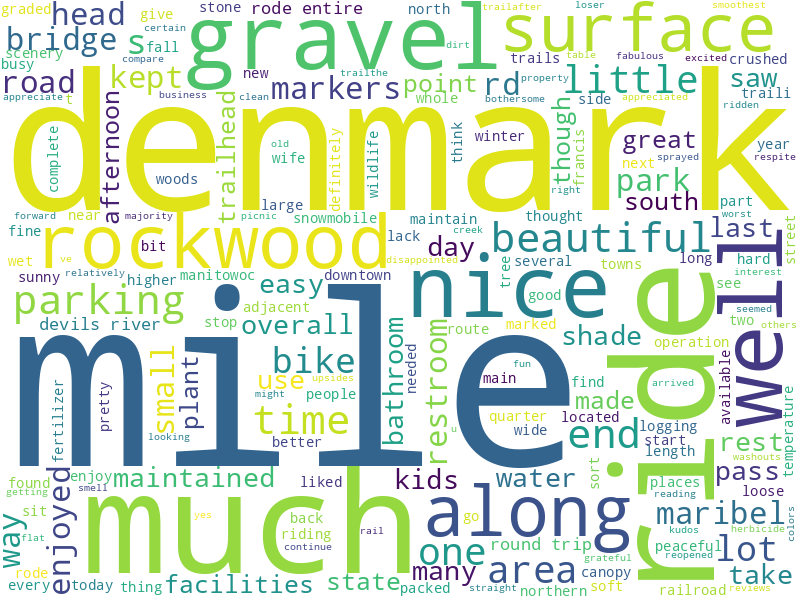 graded
head
stone
rode entire
north
give
certain
trailafter
loser
smoothest
bridge
s
gravel
surface
scenery
fall
compare
dirt
trails
table
fabulous
excited
crushed
busy
road
kept
new
trailthe
markers
point
rd
little
saw
appreciate
t
business
clean
whole
property
bothersome
side
appreciated
traili
denmark
afternoon
trailhead
complete
old
wife
definitely
wildlife
think
winter
though
francis
ridden
great
year
next
sprayed
respite
woods
right
park
large
south
part
worst
forward
majority
picnic
snowmobile
maintain
thought
near
fine
rockwood
lack
creek
beautiful
last
street
wet
ve
bit
disappointed
day
several
towns
long
hard
interest
sunny
relatively
higher
manitowoc
downtown
nice
tree
good
see
well
parking
easy
adjacent
seemed
two
others
devils river
stop
overall
route
marked
shade
operation
mile
ride
pretty
small
plant
bike
bathroom
needed
restroom
fun
main
find
made
arrived
available
temperature
fertilizer
use
upsides
might
people
time
quarter
located
looking
better
wide
end
logging
start
length
rest
washouts
found
enjoy
maintained
liked
kids
water
sort
places
reading
pass
loose
getting
sit
enjoyed
smell
much
along
maribel
kudos
herbicide
colors
way
yes
back
riding
rail
continue
u
go
one
round trip
canopy
peaceful
reopened
lot
flat
rode
many
area
grateful
take
every
today
thing
facilities
state
packed
straight
northern
soft
railroad
reviews